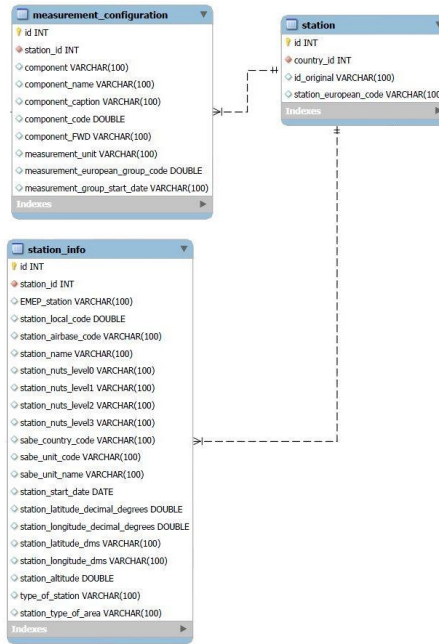 measurement_configuration
id INT
station_id INT
component VARCHAR(100)
component_name VARCHAR(100)
component_caption VARCHAR(100)
component_code DOUBLE
component_FWD VARCHAR(100)
measurement_unit VARCHAR(100)
measurement_european_group_code DOUBLE
measurement_group_start_date VARCHAR(100)
Indexes
station
id INT
country_id INT
id_original VARCHAR(100)
station_european_code VARCHAR(100
Indexes
station_info
id INT
station_id INT
EMEP_station VARCHAR(100)
station_local_code DOUBLE
station_airbase_code VARCHAR(100)
station_name VARCHAR(100)
station_nuts_level0 VARCHAR(100)
station_nuts_level1 VARCHAR(100)
station_nuts_level2 VARCHAR(100)
station_nuts_level3 VARCHAR(100)
sabe_country_code VARCHAR(100)
sabe_unit_code VARCHAR(100)
sabe_unit_name VARCHAR(100)
station_start_date DATE
station_latitude_decimal_degrees DOUBLE
station_longitude_decimal_degrees DOUBLE
station_latitude_dms VARCHAR(100)
station_longitude_dms VARCHAR(100)
station_altitude DOUBLE
type_of_station VARCHAR(100)
station_type_of_area VARCHAR(100)
Indexes